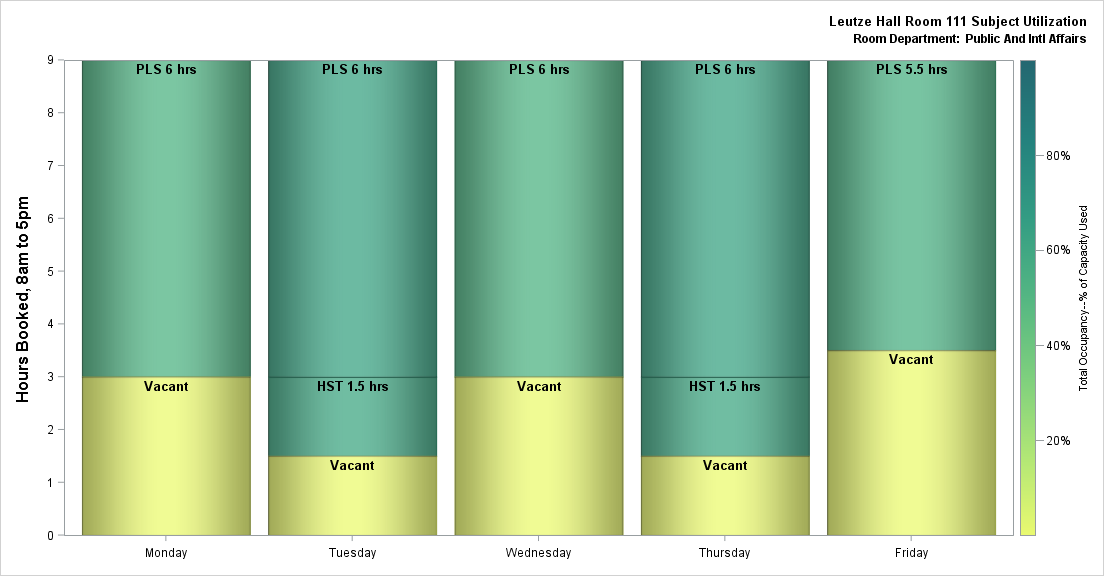 Leutze Hall Room 111 Subject Utilization
Room Department: Public And Intl Affairs
Hours Booked, 8am to 5pm
9
8
7
6
5
4
3
2
1
0
PLS 6 hrs
Vacant
PLS 6 hrs
HST 1.5 hrs
Vacant
PLS 6 hrs
Vacant
PLS 6 hrs
HST 1.5 hrs
Vacant
PLS 5.5 hrs
Vacant
Monday
Tuesday
Wednesday
Thursday
Friday
80%
60%
40%
20%
Total Occupancy--% of Capacity Used